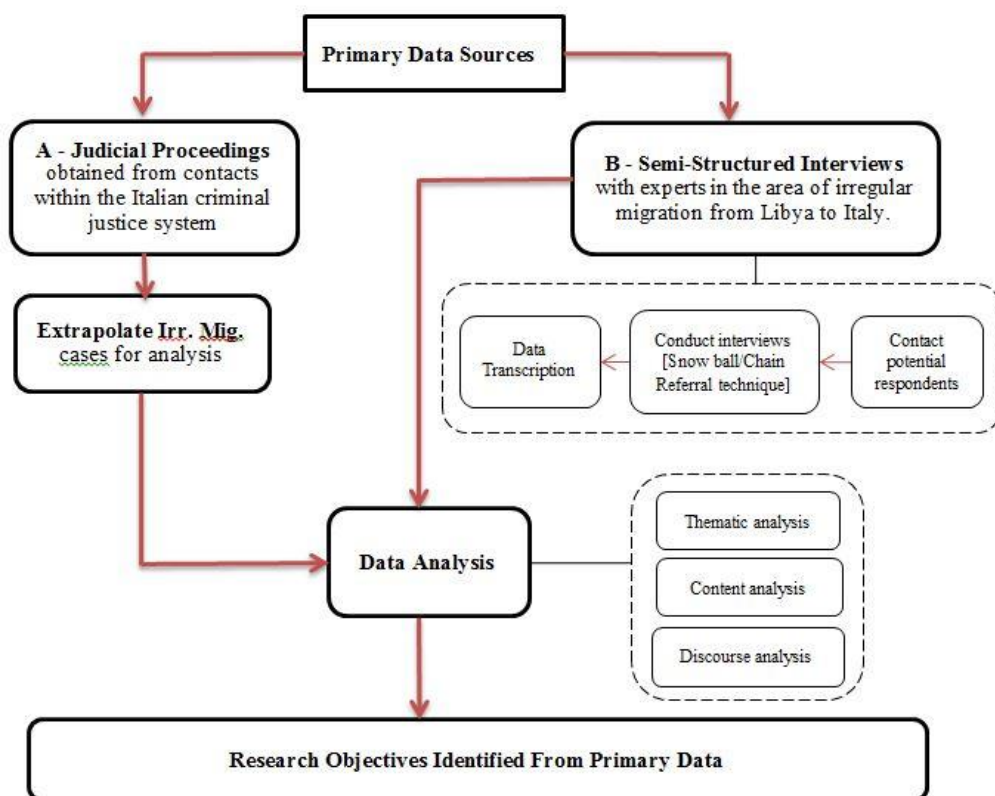 Primary Data Sources
A - Judicial Proceedings
obtained from contacts
within the Italian criminal
justice system
B - Semi-Structured Interviews
with experts in the area of irregular
migration from Libya to Italy.
Extrapolate Irr. Mig.
cases for analysis
Data
Transcription
Conduct interviews
[Snow ball/Chain
Referral technique]
Contact
potential
respondents
Data Analysis
Thematic analysis
Content analysis
Discourse analysis
Research Objectives Identified From Primary Data